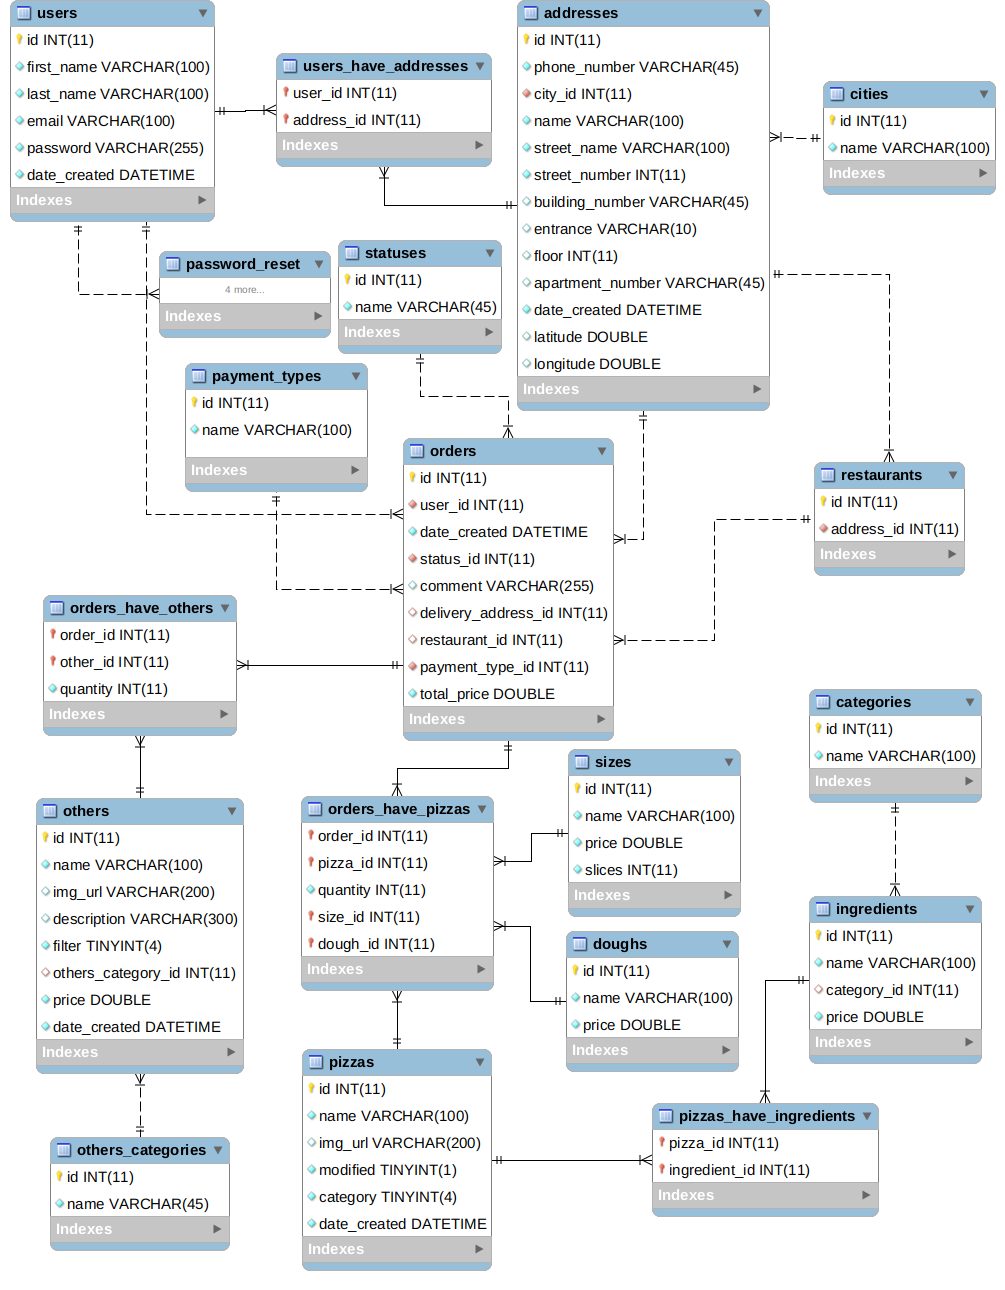 users
id INT(11)
first_name VARCHAR(100)
last_name VARCHAR(100)
email VARCHAR(100)
password VARCHAR(255)
date_created DATETIME
Indexes
users_have_addresses
user_id INT(11)
address_id INT(11)
Indexes
addresses
id INT(11)
phone_number VARCHAR(45)
city_id INT(11)
name VARCHAR(100)
street_name VARCHAR(100)
street_number INT(11)
building_number VARCHAR(45)
entrance VARCHAR(10)
floor INT(11)
apartment_number VARCHAR(45)
date_created DATETIME
latitude DOUBLE
longitude DOUBLE
Indexes
cities
id INT(11)
name VARCHAR(100)
Indexes
password_reset
4 more...
Indexes
statuses
id INT(11)
name VARCHAR(45)
Indexes
payment_types
id INT(11)
name VARCHAR(100)
Indexes
orders
id INT(11)
user_id INT(11)
date_created DATETIME
status_id INT(11)
comment VARCHAR(255)
delivery_address_id INT(11)
restaurant_id INT(11)
payment_type_id INT(11)
total_price DOUBLE
Indexes
restaurants
id INT(11)
address_id INT(11)
Indexes
orders_have_others
order_id INT(11)
other_id INT(11)
quantity INT(11)
Indexes
categories
id INT(11)
name VARCHAR(100)
Indexes
sizes
id INT(11)
name VARCHAR(100)
price DOUBLE
slices INT(11)
Indexes
others
id INT(11)
name VARCHAR(100)
img_url VARCHAR(200)
description VARCHAR(300)
filter TINYINT(4)
others_category_id INT(11)
price DOUBLE
date_created DATETIME
Indexes
orders_have_pizzas
order_id INT(11)
pizza_id INT(11)
quantity INT(11)
size_id INT(11)
dough_id INT(11)
Indexes
doughs
id INT(11)
name VARCHAR(100)
price DOUBLE
Indexes
ingredients
id INT(11)
name VARCHAR(100)
category_id INT(11)
price DOUBLE
Indexes
pizzas
id INT(11)
name VARCHAR(100)
img_url VARCHAR(200)
modified TINYINT(1)
category TINYINT(4)
date_created DATETIME
Indexes
pizzas_have_ingredients
pizza_id INT(11)
ingredient_id INT(11)
Indexes
others_categories
id INT(11)
name VARCHAR(45)
Indexes